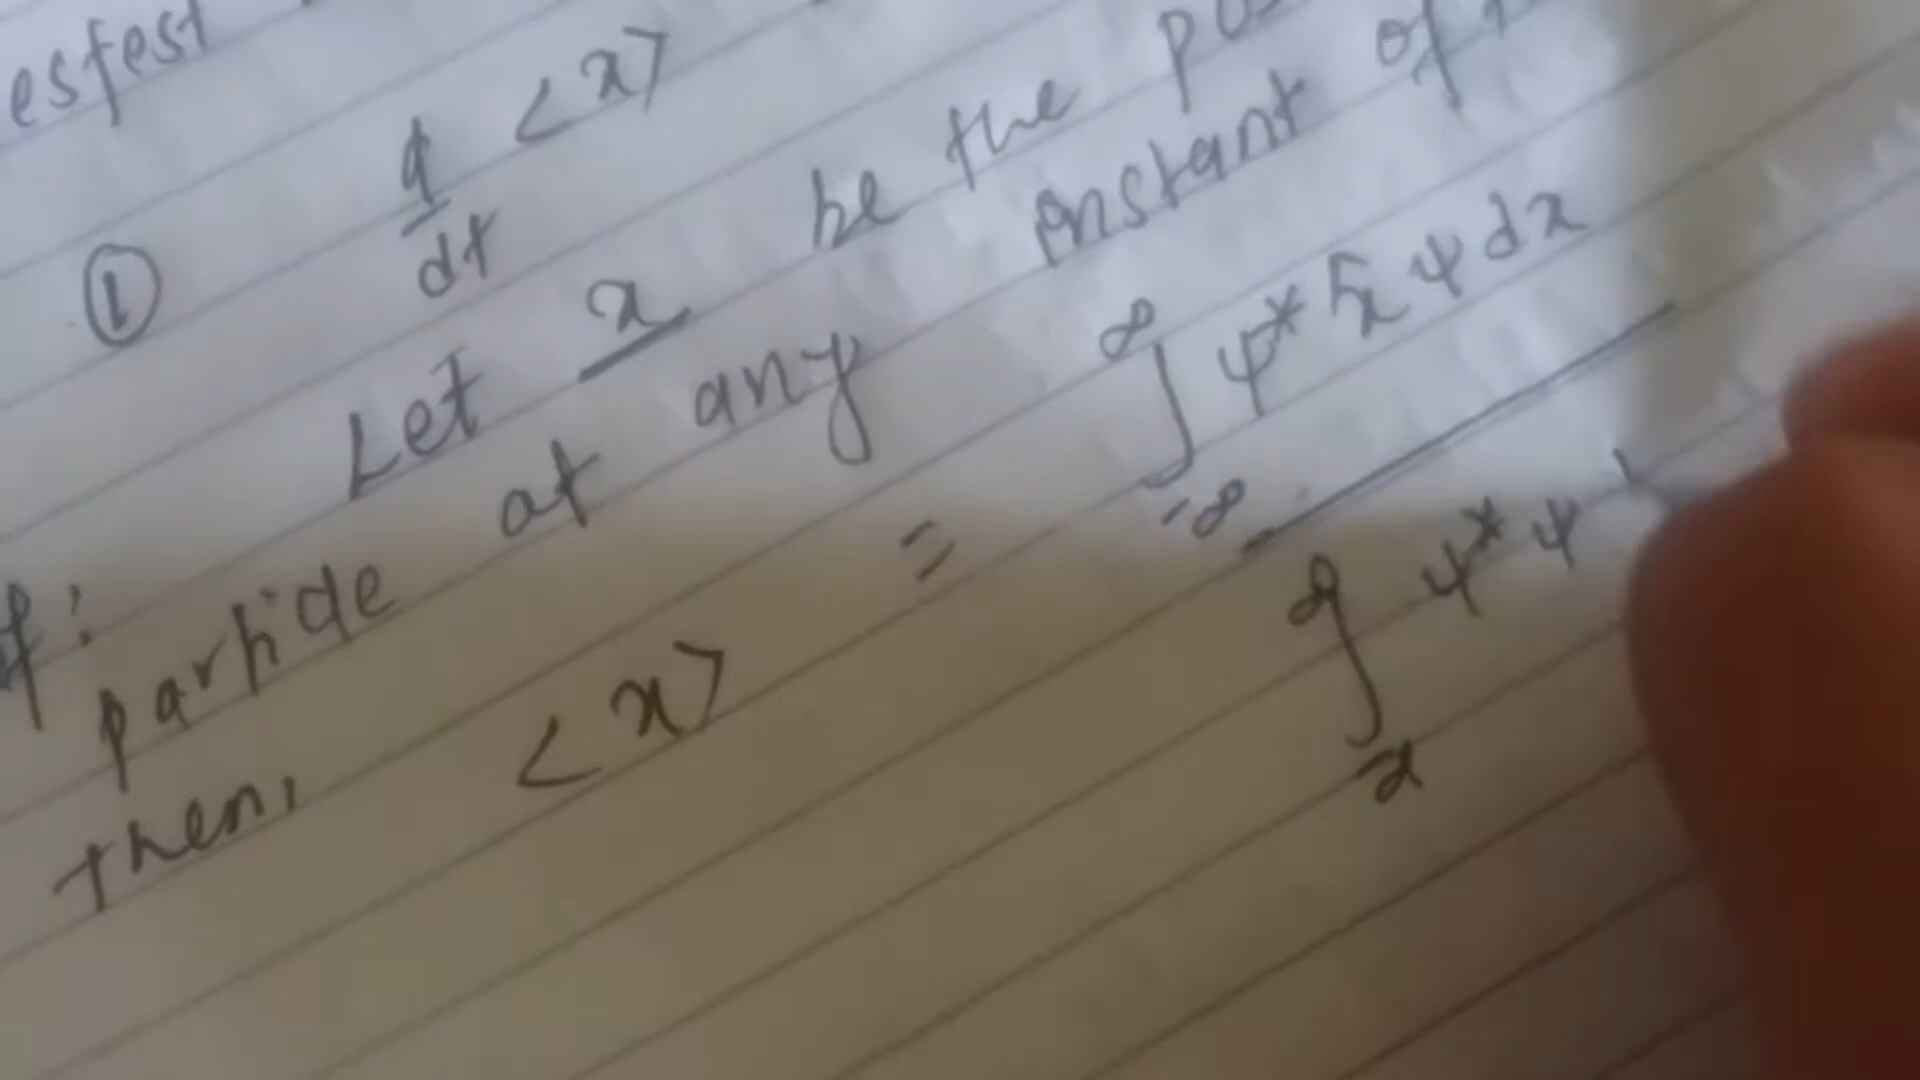 esfest
① d/dt <x>
Let x be the
particle at any instant of
then, <x> = ∫_{-∞}^{∞} ψ* x ψ dx / ∫ ψ* ψ